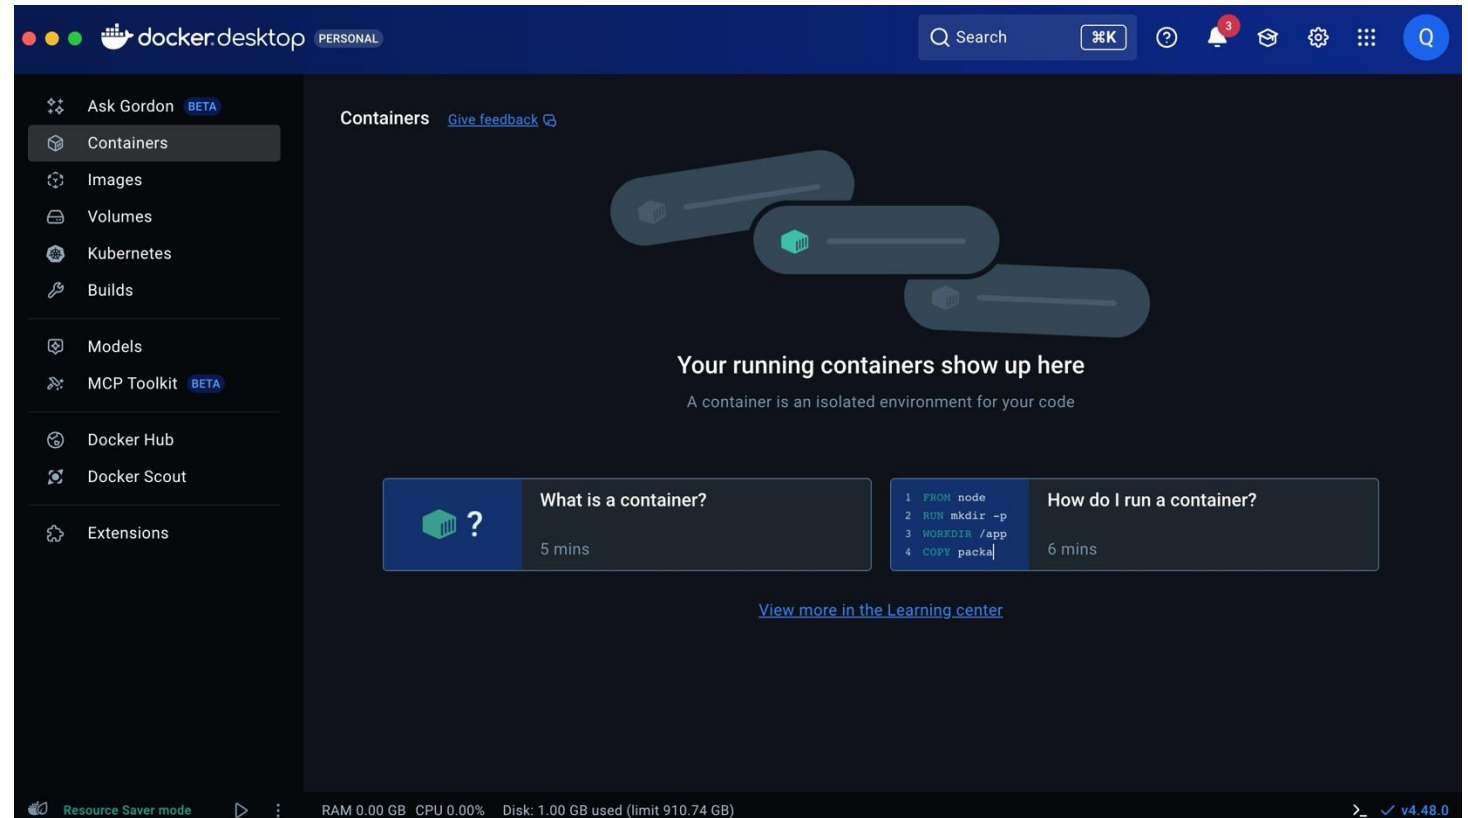 docker.desktop PERSONAL Search ⌘K 3 Q
Ask Gordon BETA
Containers
Images
Volumes
Kubernetes
Builds
Models
MCP Toolkit BETA
Docker Hub
Docker Scout
Extensions
Containers Give feedback
Your running containers show up here
A container is an isolated environment for your code
?
What is a container?
5 mins
1 FROM node
2 RUN mkdir -p
3 WORKDIR /app
4 COPY packa
How do I run a container?
6 mins
View more in the Learning center
Resource Saver mode RAM 0.00 GB CPU 0.00% Disk: 1.00 GB used (limit 910.74 GB) >_ v4.48.0